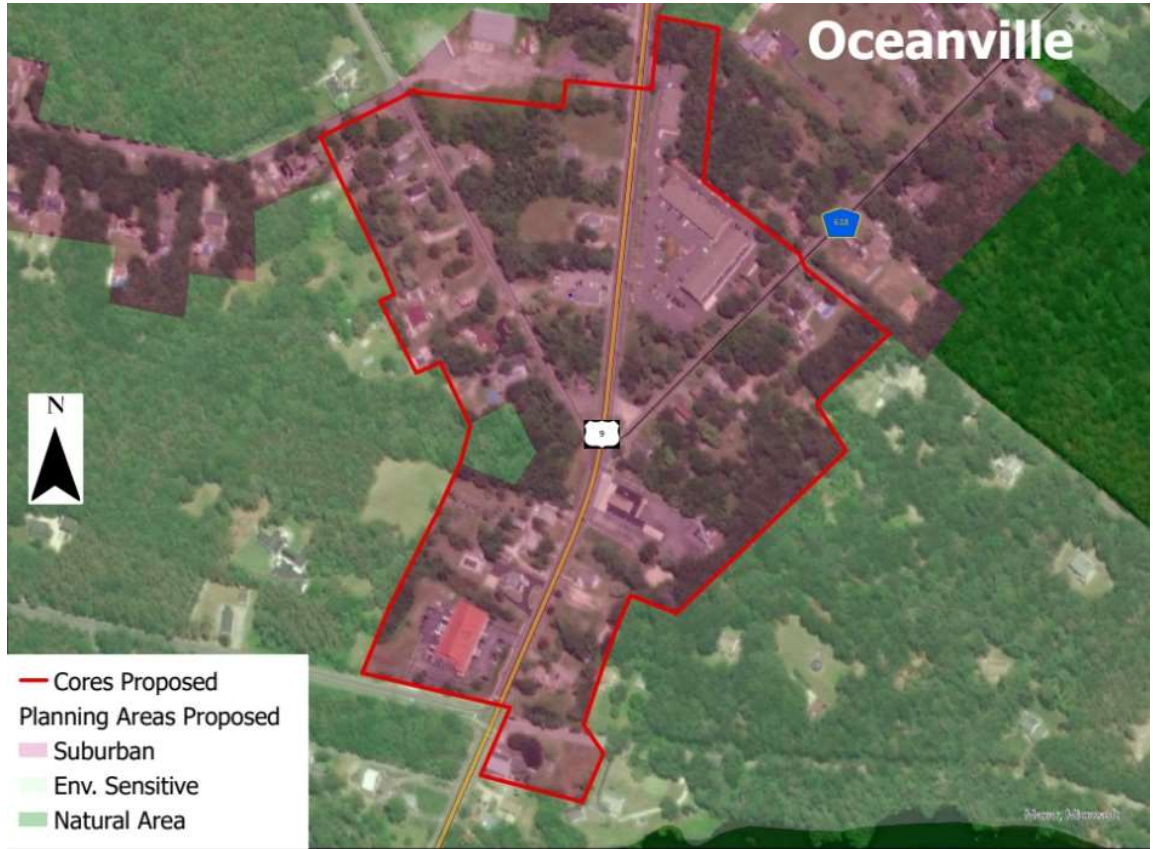 Oceanville
N
9
Cores Proposed
Planning Areas Proposed
Suburban
Env. Sensitive
Natural Area